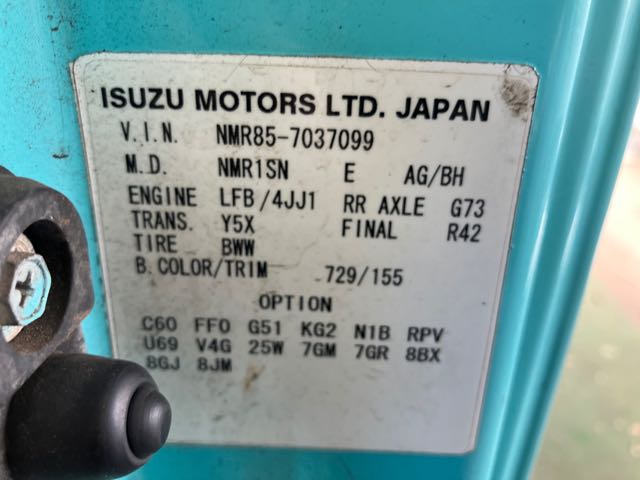 ISUZU MOTORS LTD. JAPAN
V.I.N. NMR85-7037099
M.D. NMR1SN E AG/BH
ENGINE LFB/4JJ1 RR AXLE G73
TRANS. Y5X FINAL R42
TIRE BWW
B.COLOR/TRIM 729/155
OPTION
C60 FF0 G51 KG2 N1B RPV
U69 V4G 25W 7GM 7GR 8BX
8GJ 8JM